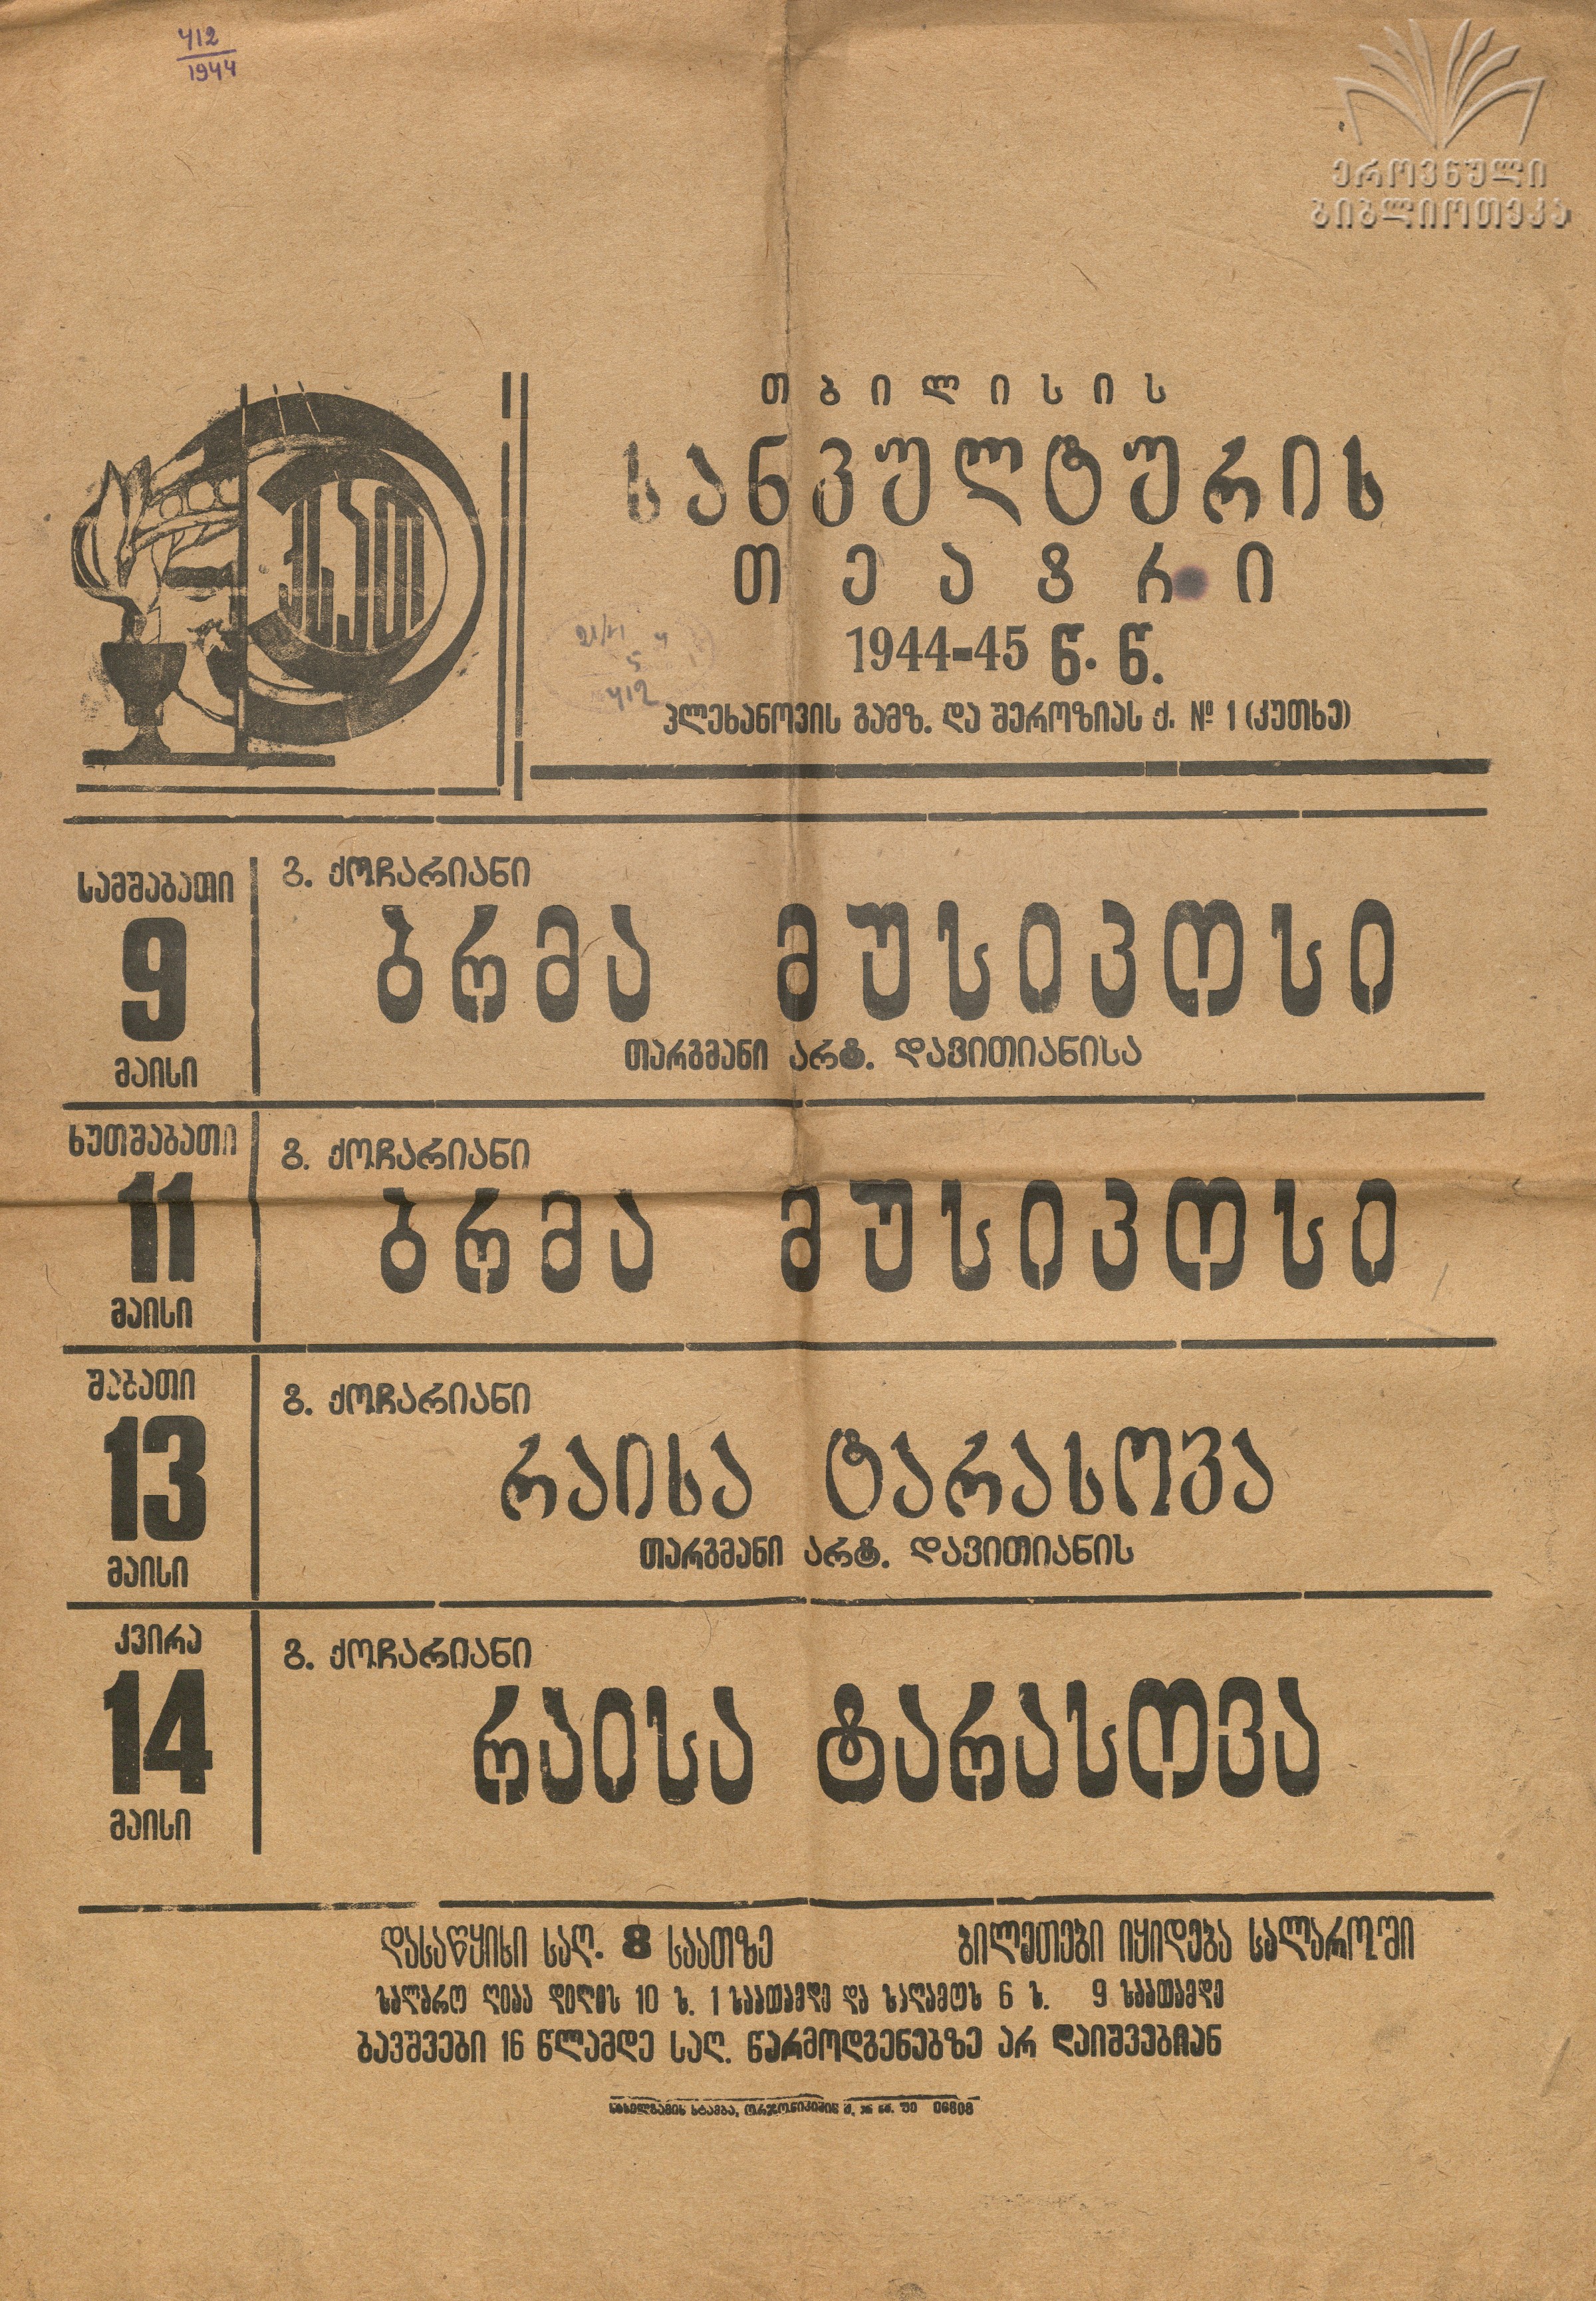 412
1944
ეროვნული
ბიბლიოთეკა
თბილისის
სანკულტურის
თეატრი
1944-45 წ. წ.
პლეხანოვის გამზ. და შეროზიას ქ. № 1 (კუთხე)
სამშაბათი
9
მაისი
გ. ქოჩარიანი
ბრმა მუსიკოსი
თარგმანი არტ. დავითიანისა
ხუთშაბათი
11
მაისი
გ. ქოჩარიანი
ბრმა მუსიკოსი
შაბათი
13
მაისი
გ. ქოჩარიანი
რაისა ტარასოვა
თარგმანი არტ. დავითიანის
კვირა
14
მაისი
გ. ქოჩარიანი
რაისა ტარასოვა
დასაწყისი საღ. 8 საათზე ბილეთები იყიდება სალაროში
სალარო ღიაა დილის 10 ს. 1 საათამდე და საღამოს 6 ს. 9 საათამდე
ბავშვები 16 წლამდე საღ. წარმოდგენებზე არ დაიშვებიან
სტამბა,